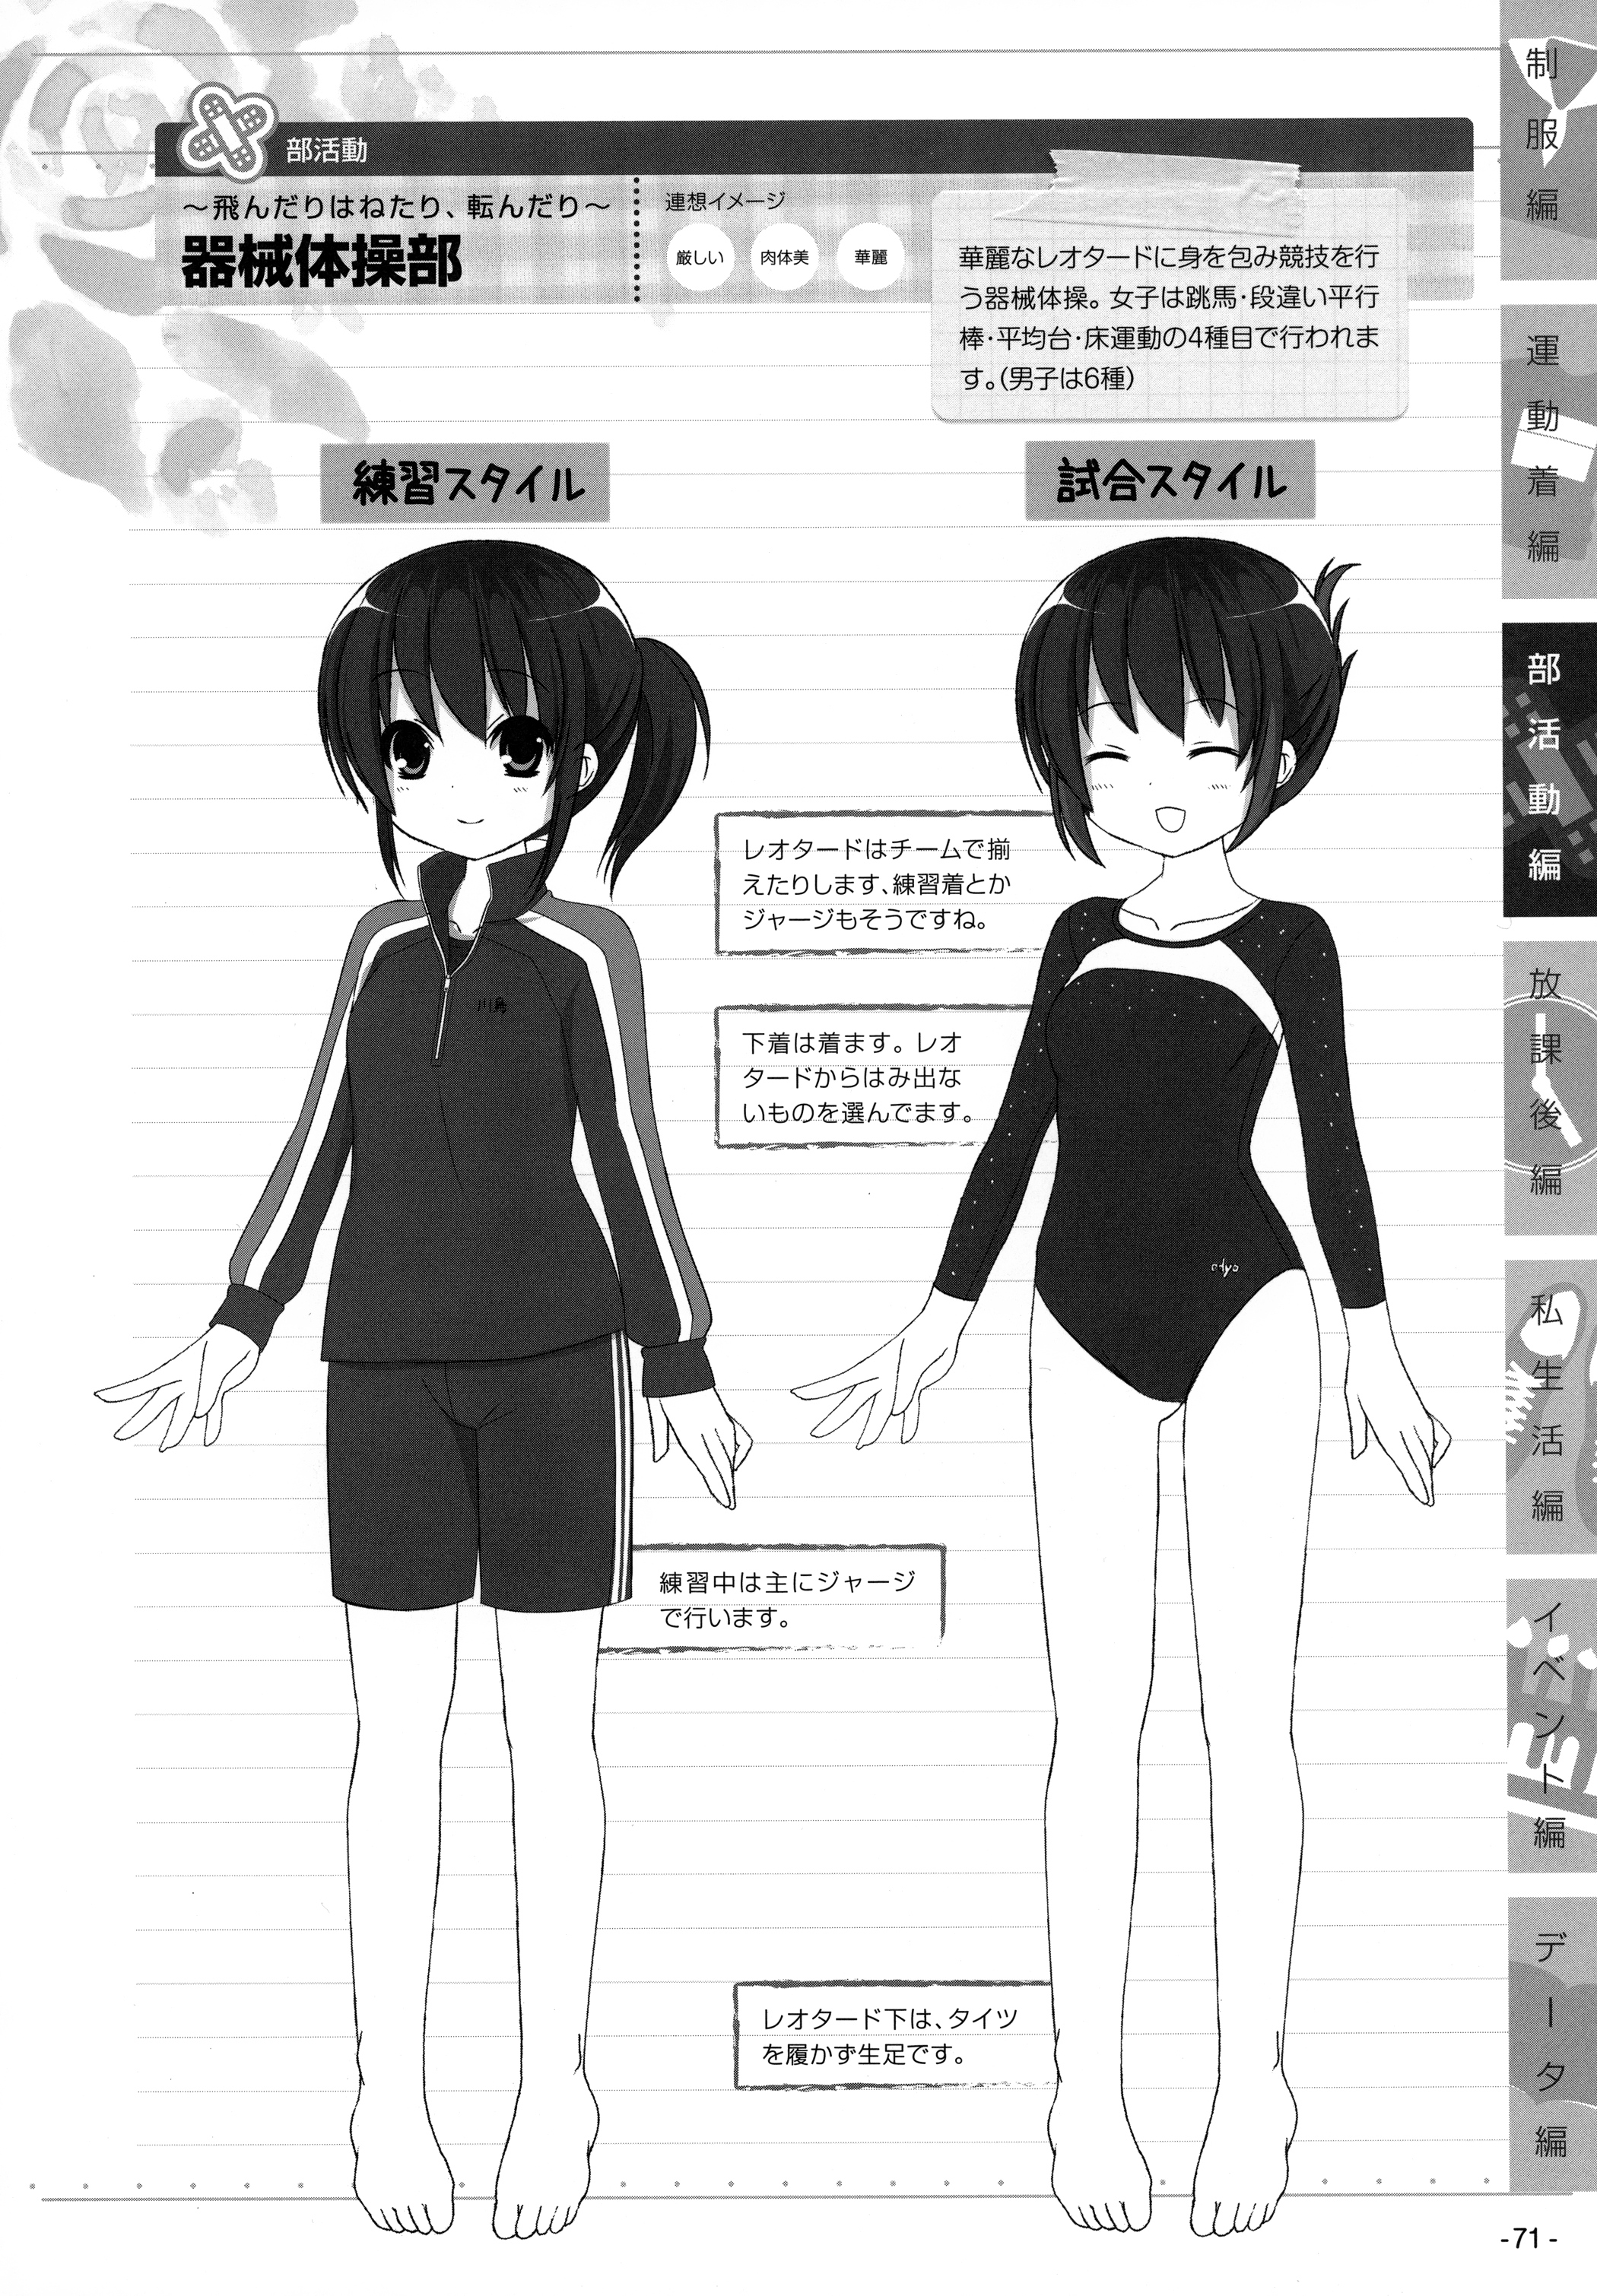 部活動
～飛んだりはねたり、転んだり～
器械体操部
連想イメージ
厳しい
肉体美
華麗
華麗なレオタードに身を包み競技を行
う器械体操。女子は跳馬・段違い平行
棒・平均台・床運動の4種目で行われま
す。（男子は6種）
練習スタイル
試合スタイル
レオタードはチームで揃
えたりします、練習着とか
ジャージもそうですね。
川島
下着は着ます。レオ
タードからはみ出な
いものを選んでます。
練習中は主にジャージ
で行います。
レオタード下は、タイツ
を履かず生足です。
制服編
運動着編
部活動編
放課後編
私生活編
イベント編
データ編
-71-